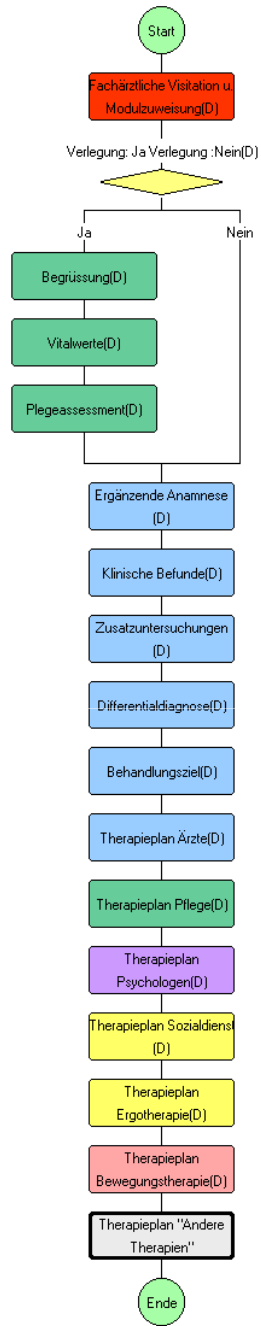 Start
Fachärztliche Visitation u.
Modulzuweisung(D)
Verlegung: Ja Verlegung :Nein(D)
Ja
Nein
Begrüssung(D)
Vitalwerte(D)
Plegeassessment(D)
Ergänzende Anamnese
(D)
Klinische Befunde(D)
Zusatzuntersuchungen
(D)
Differentialdiagnose(D)
Behandlungsziel(D)
Therapieplan Ärzte(D)
Therapieplan Pflege(D)
Therapieplan
Psychologen(D)
Therapieplan Sozialdienst
(D)
Therapieplan
Ergotherapie(D)
Therapieplan
Bewegungstherapie(D)
Therapieplan "Andere
Therapien"
Ende